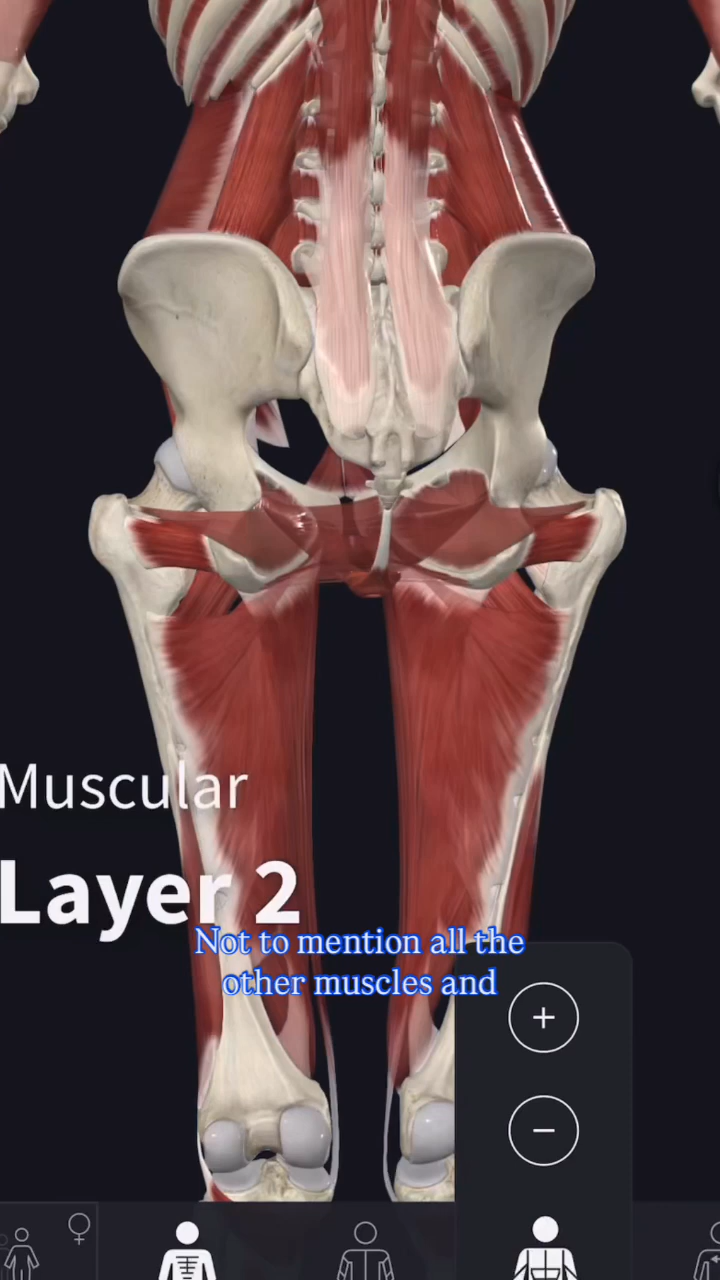 Muscular
Layer 2
Not to mention all the
other muscles and